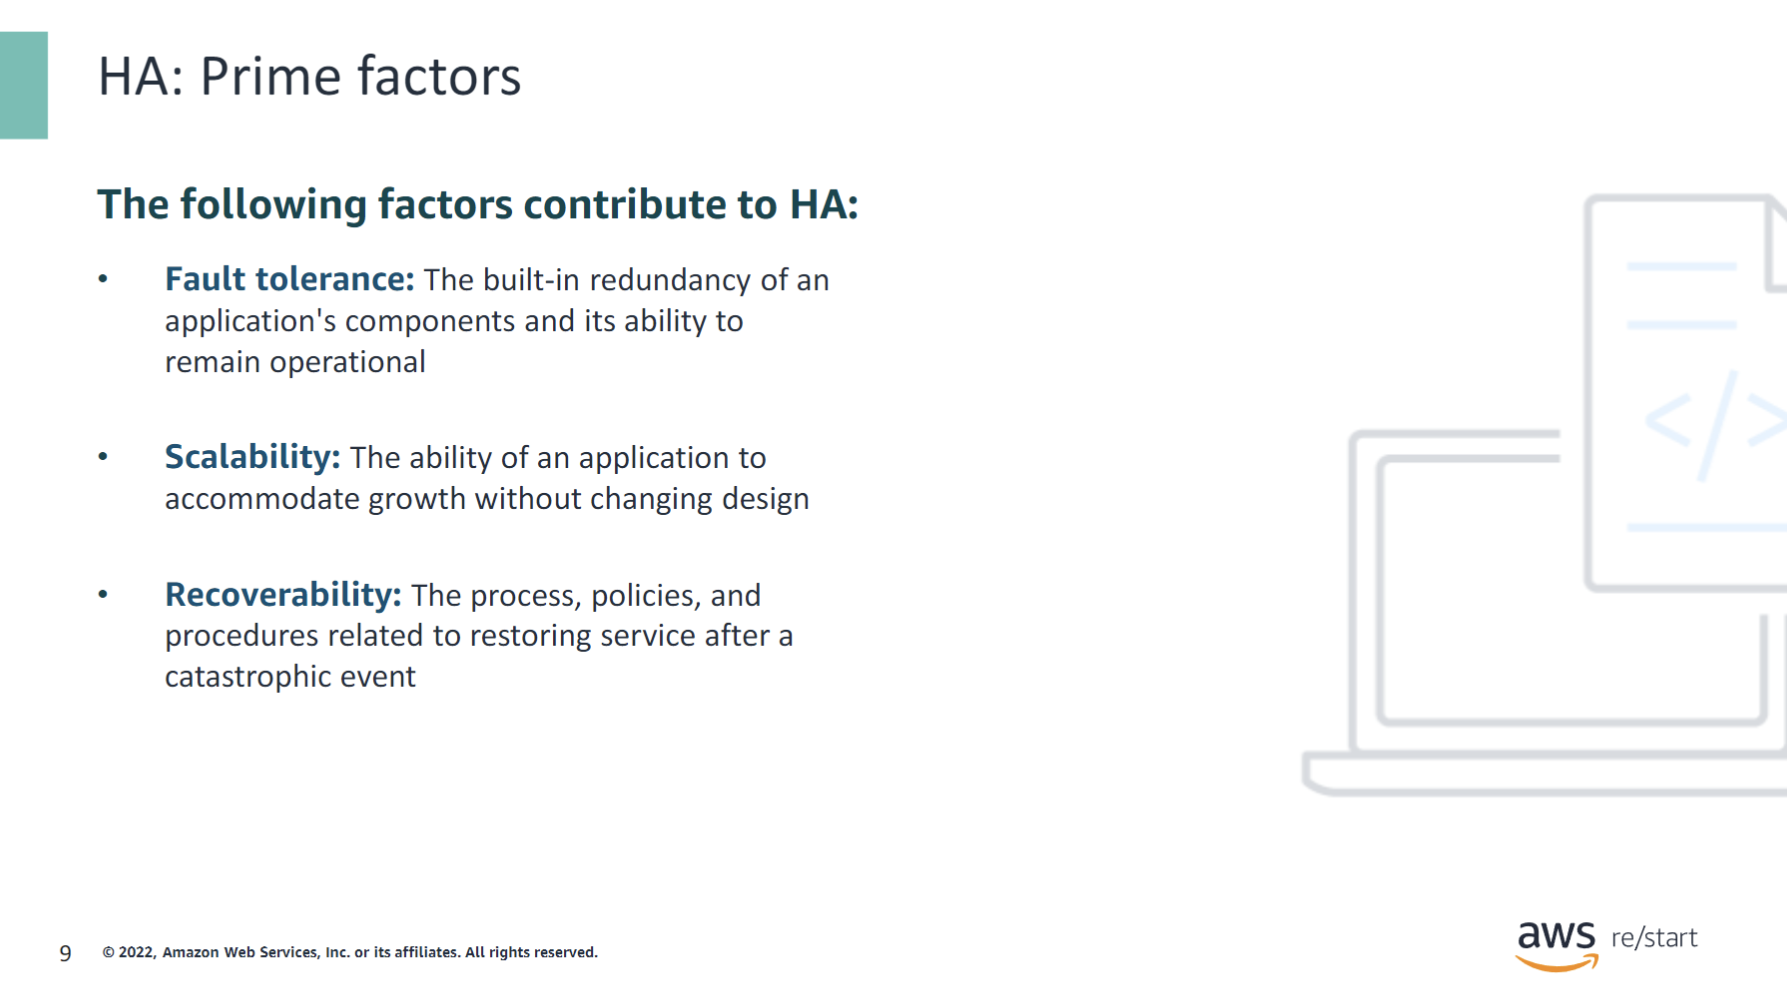 HA: Prime factors
The following factors contribute to HA:
• Fault tolerance: The built-in redundancy of an
application's components and its ability to
remain operational
• Scalability: The ability of an application to
accommodate growth without changing design
• Recoverability: The process, policies, and
procedures related to restoring service after a
catastrophic event
</>
9 © 2022, Amazon Web Services, Inc. or its affiliates. All rights reserved.
aws re/start